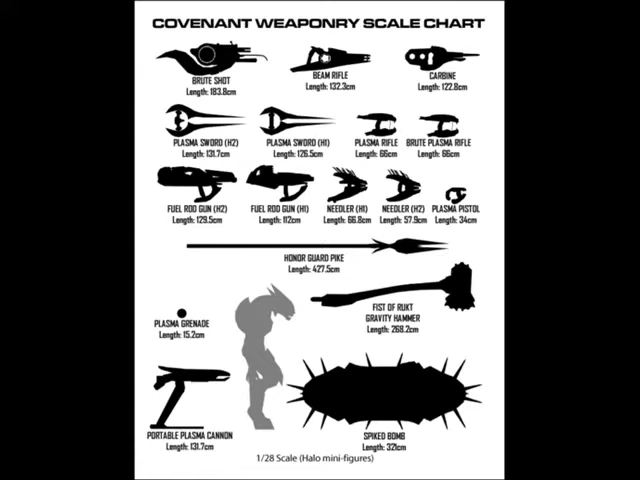 COVENANT WEAPONRY SCALE CHART
BRUTE SHOT
Length: 183.8cm
BEAM RIFLE
Length: 132.3cm
CARBINE
Length: 122.8cm
PLASMA SWORD (H2)
Length: 131.7cm
PLASMA SWORD (H1)
Length: 126.5cm
PLASMA RIFLE
Length: 66cm
BRUTE PLASMA RIFLE
Length: 66cm
FUEL ROD GUN (H2)
Length: 129.5cm
FUEL ROD GUN (H1)
Length: 112cm
NEEDLER (H1)
Length: 66.8cm
NEEDLER (H2)
Length: 57.9cm
PLASMA PISTOL
Length: 34cm
HONOR GUARD PIKE
Length: 427.5cm
PLASMA GRENADE
Length: 15.2cm
FIST OF RUKT
GRAVITY HAMMER
Length: 268.2cm
PORTABLE PLASMA CANNON
Length: 131.7cm
SPIKED BOMB
Length: 321cm
1/28 Scale (Halo mini-figures)